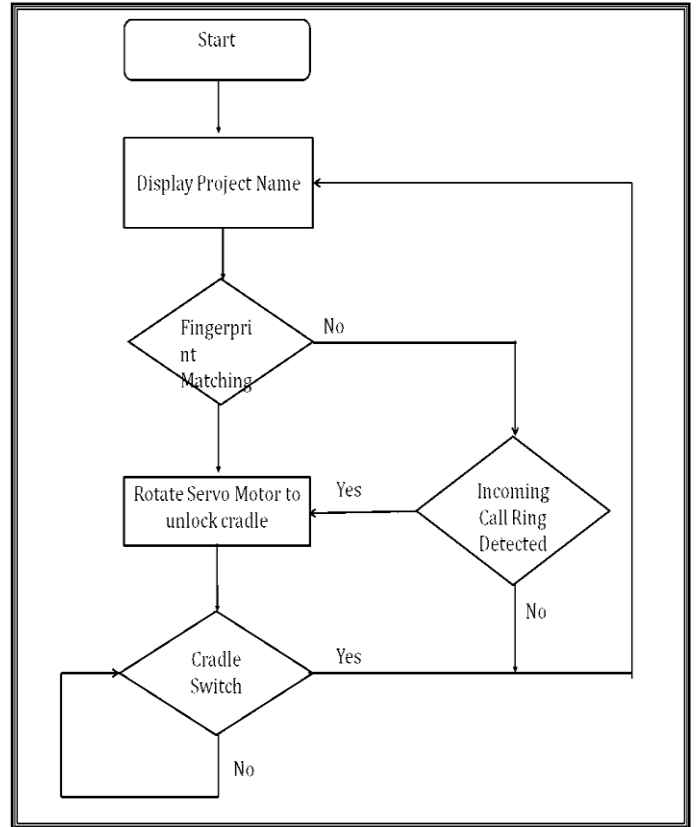 Start
Display Project Name
Fingerpri
nt
Matching
No
Rotate Servo Motor to
unlock cradle
Yes
Incoming
Call Ring
Detected
No
Cradle
Switch
Yes
No